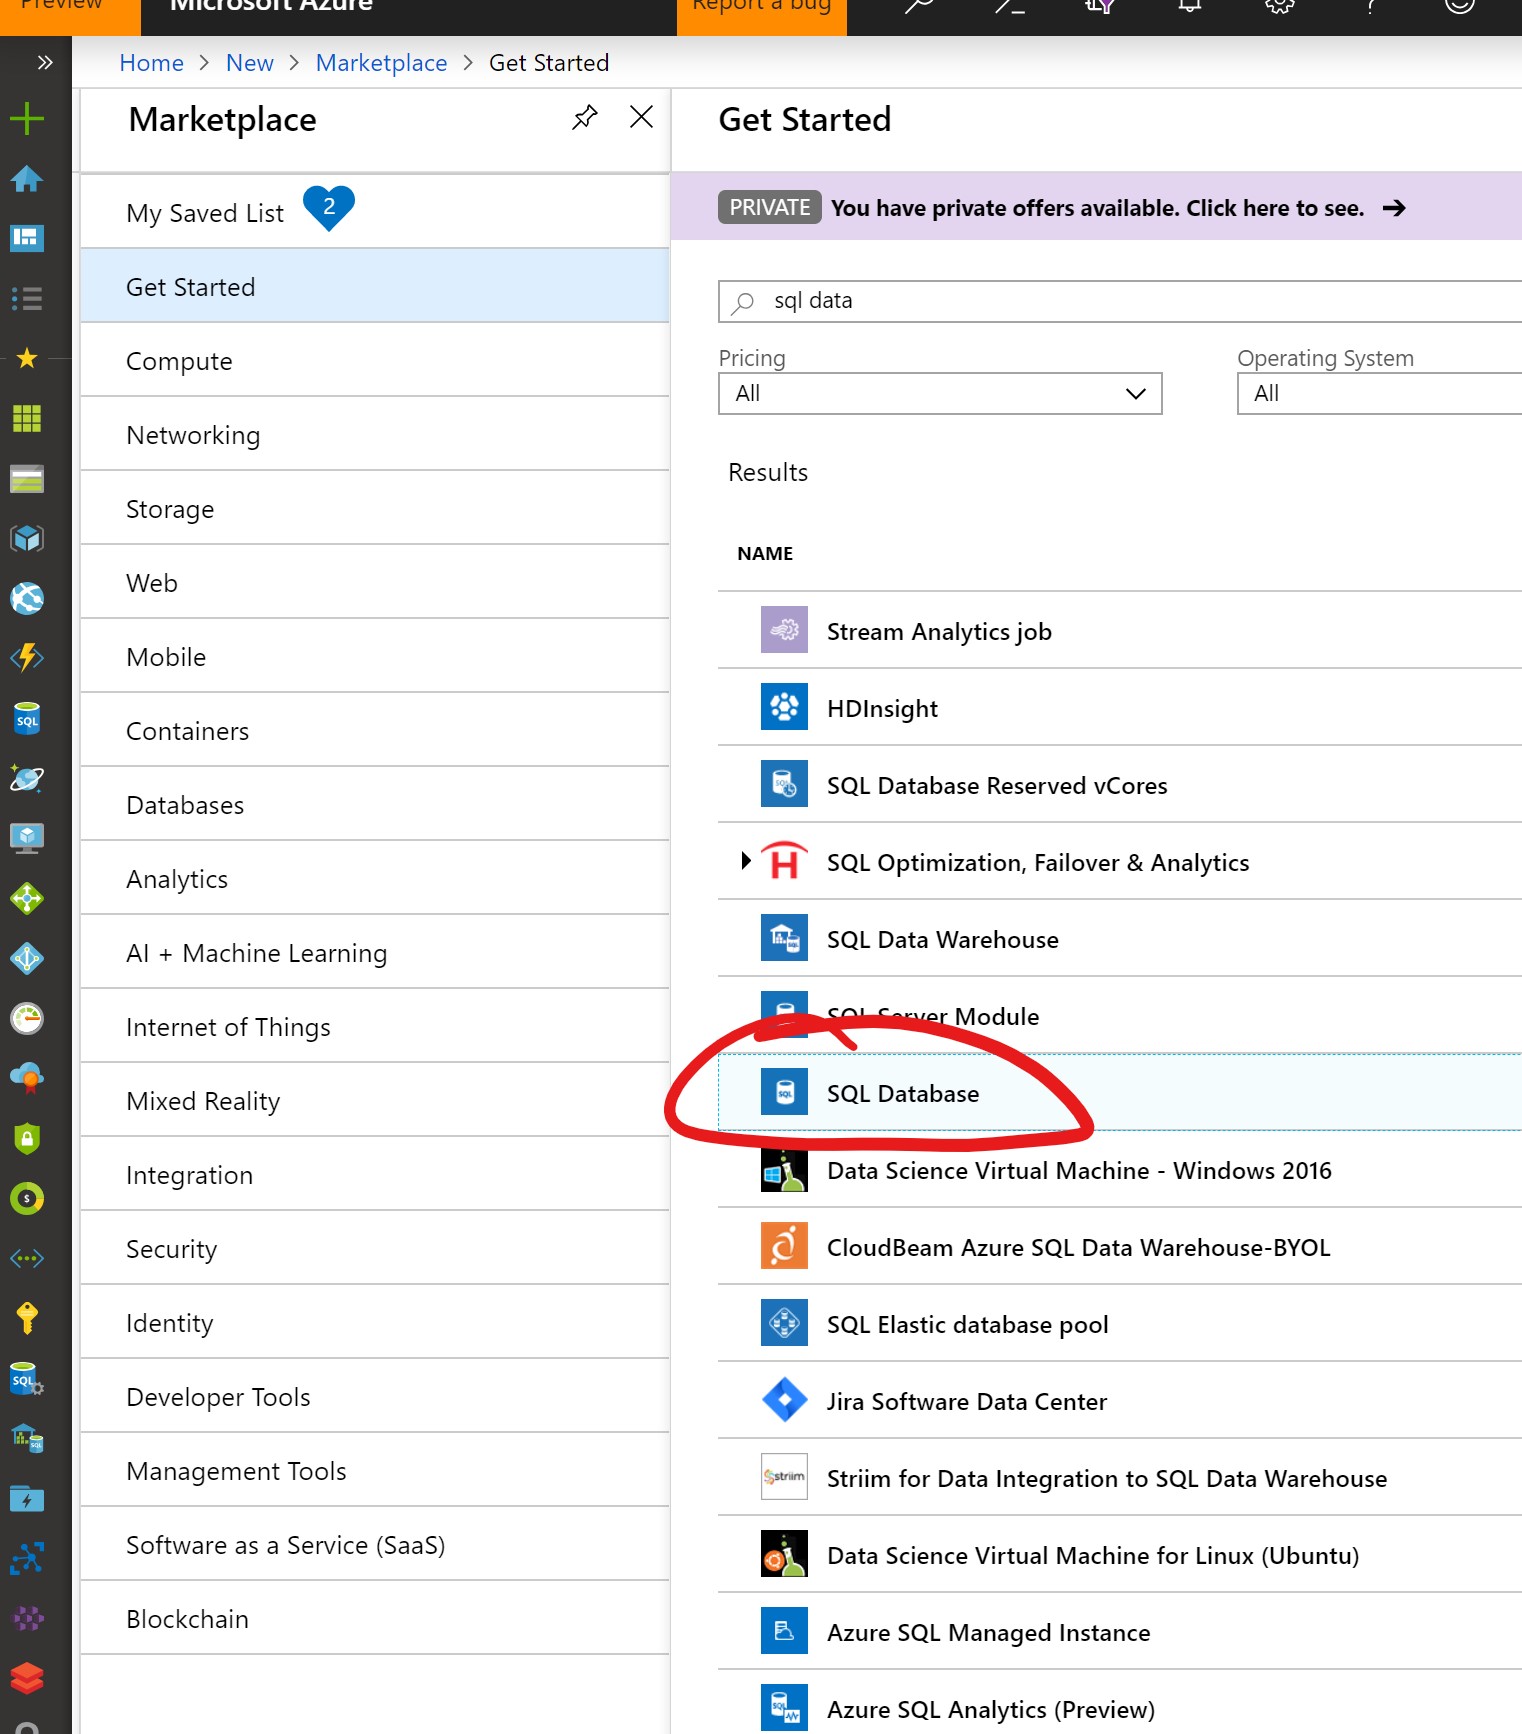 Preview
Microsoft Azure
Report a bug
Home > New > Marketplace > Get Started
Marketplace
My Saved List 2
Get Started
Compute
Networking
Storage
Web
Mobile
Containers
Databases
Analytics
AI + Machine Learning
Internet of Things
Mixed Reality
Integration
Security
Identity
Developer Tools
Management Tools
Software as a Service (SaaS)
Blockchain
Get Started
PRIVATE You have private offers available. Click here to see. →
sql data
Pricing
All
Operating System
All
Results
NAME
Stream Analytics job
HDInsight
SQL Database Reserved vCores
SQL Optimization, Failover & Analytics
SQL Data Warehouse
SQL Server Module
SQL Database
Data Science Virtual Machine - Windows 2016
CloudBeam Azure SQL Data Warehouse-BYOL
SQL Elastic database pool
Jira Software Data Center
striim
Striim for Data Integration to SQL Data Warehouse
Data Science Virtual Machine for Linux (Ubuntu)
Azure SQL Managed Instance
Azure SQL Analytics (Preview)